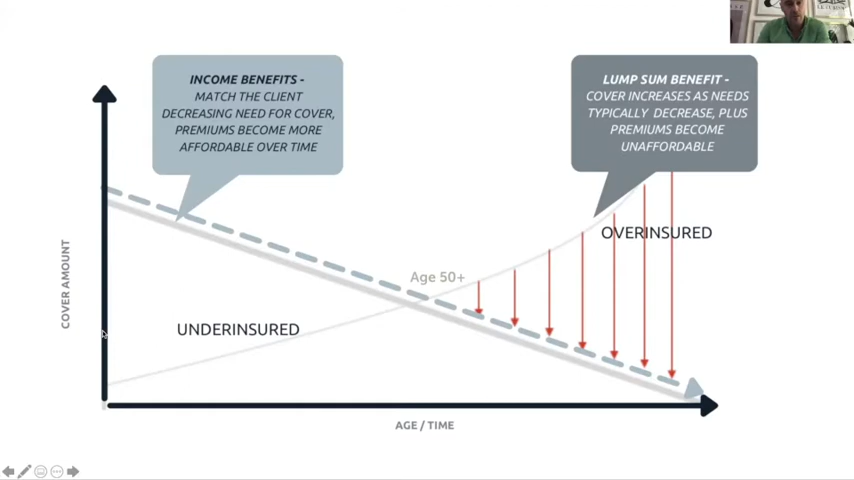 INCOME BENEFITS -
MATCH THE CLIENT
DECREASING NEED FOR COVER,
PREMIUMS BECOME MORE
AFFORDABLE OVER TIME
LUMP SUM BENEFIT -
COVER INCREASES AS NEEDS
TYPICALLY DECREASE, PLUS
PREMIUMS BECOME
UNAFFORDABLE
OVERINSURED
Age 50+
UNDERINSURED
COVER AMOUNT
AGE / TIME